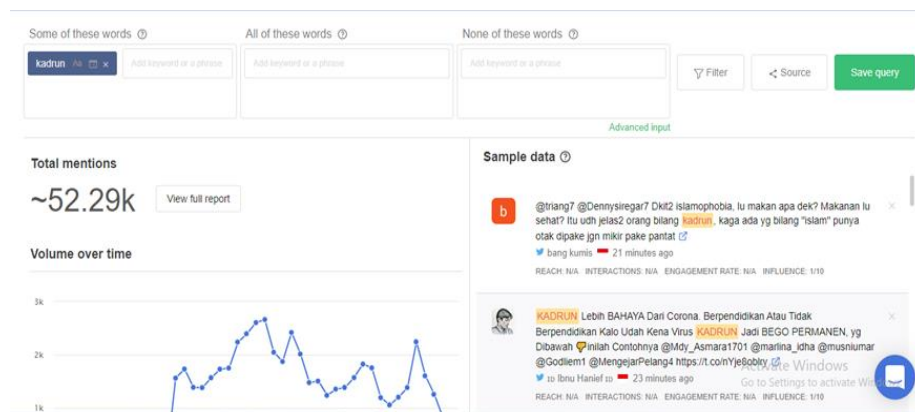 Some of these words
All of these words
None of these words
kadrun Aa ×
Add keyword or a phrase
Add keyword or a phrase
Add keyword or a phrase
Filter
Source
Save query
Advanced input
Total mentions
~52.29k
View full report
Volume over time
3k
2k
1k
Sample data
b
@triang7 @Dennysiregar7 Dkit2 islamophobia, lu makan apa dek? Makanan lu
sehat? Itu udh jelas2 orang bilang kadrun, kaga ada yg bilang "islam" punya
otak dipake jgn mikir pake pantat
bang kumis 21 minutes ago
REACH: N/A INTERACTIONS: N/A ENGAGEMENT RATE: N/A INFLUENCE: 1/10
KADRUN Lebih BAHAYA Dari Corona. Berpendidikan Atau Tidak
Berpendidikan Kalo Udah Kena Virus KADRUN Jadi BEGO PERMANEN, yg
Dibawah 👇inilah Contohnya @Mdy_Asmara1701 @marlina_idha @musniumar
@Godliem1 @MengejarPelang4
Ibnu Hanief 23 minutes ago
REACH: N/A INTERACTIONS: N/A ENGAGEMENT RATE: N/A INFLUENCE: 1/10
Activate Windows
Go to Settings to activate